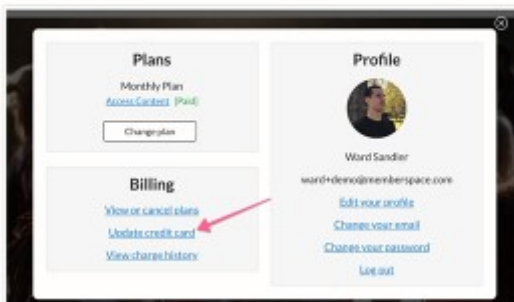 Plans
Monthly Plan
Access Content (Paid)
Change plan
Billing
View or cancel plans
Update credit card
View charge history
Profile
Ward Sandler
ward+demo@memberspace.com
Edit your profile
Change your email
Change your password
Log out